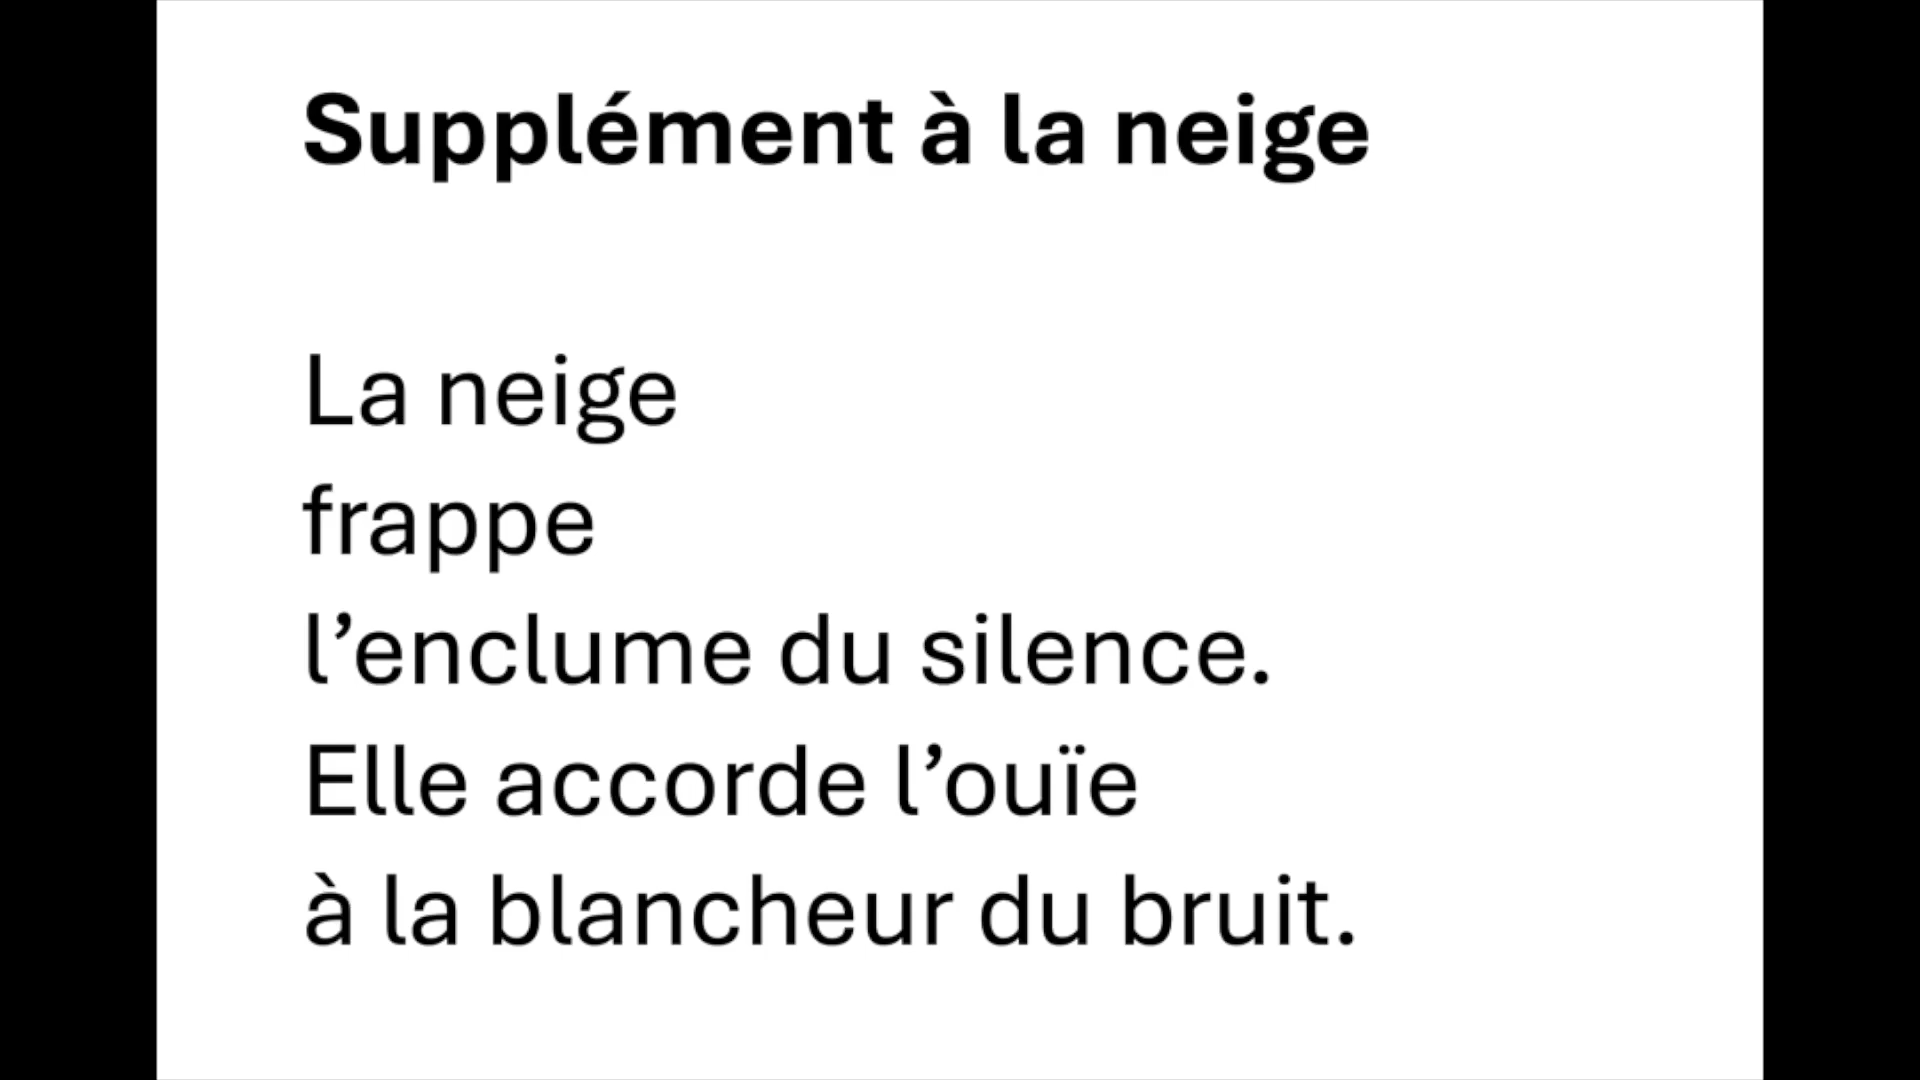 Supplément à la neige
La neige
frappe
l’enclume du silence.
Elle accorde l’ouïe
à la blancheur du bruit.